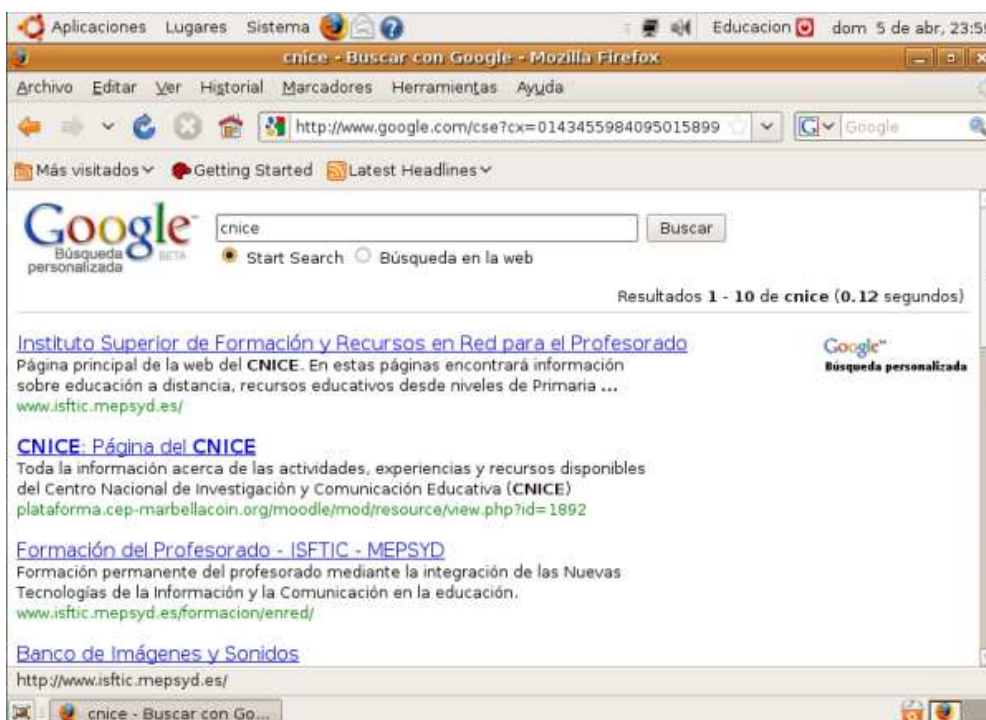 Aplicaciones Lugares Sistema Educacion dom 5 de abr, 23:59
cnice - Buscar con Google - Mozilla Firefox
Archivo Editar Ver Historial Marcadores Herramientas Ayuda
http://www.google.com/cse?cx=0143455984095015899 Google
Más visitados Getting Started Latest Headlines
Google™
Búsqueda BETA
personalizada
cnice Buscar
Start Search Búsqueda en la web
Resultados 1 - 10 de cnice (0.12 segundos)
Instituto Superior de Formación y Recursos en Red para el Profesorado
Página principal de la web del CNICE. En estas páginas encontrará información
sobre educación a distancia, recursos educativos desde niveles de Primaria ...
www.isftic.mepsyd.es/
Google™
Búsqueda personalizada
CNICE: Página del CNICE
Toda la información acerca de las actividades, experiencias y recursos disponibles
del Centro Nacional de Investigación y Comunicación Educativa (CNICE)
plataforma.cep-marbellacoin.org/moodle/mod/resource/view.php?id=1892
Formación del Profesorado - ISFTIC - MEPSYD
Formación permanente del profesorado mediante la integración de las Nuevas
Tecnologías de la Información y la Comunicación en la educación.
www.isftic.mepsyd.es/formacion/enred/
Banco de Imágenes y Sonidos
http://www.isftic.mepsyd.es/
cnice - Buscar con Go...